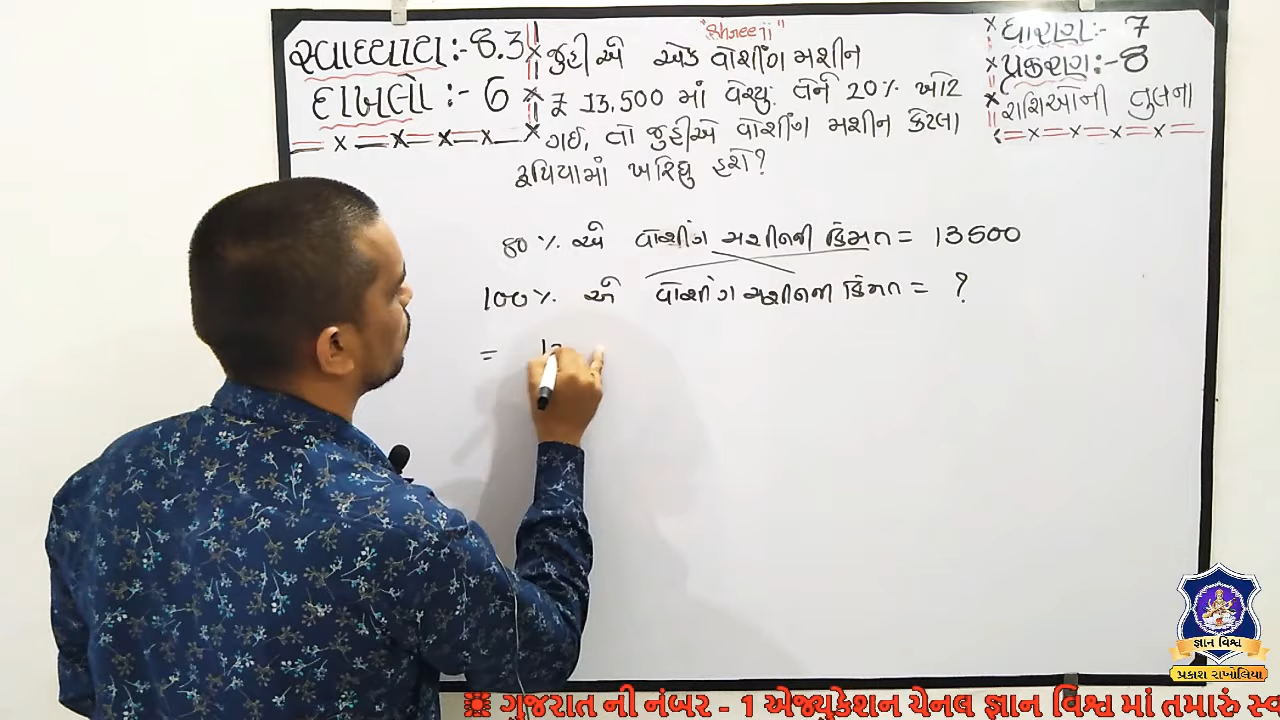 સ્વાધ્યાય :- 8.3
દાખલો :- 6
"Shreeji"
જુહી એ એક વોશીંગ મશીન
₹ 13,500 માં વેચ્યુ. તેને 20% ખોટ
ગઈ, તો જુહીએ વોશીંગ મશીન કેટલા
રૂપિયામાં ખરિધુ હશે?
ધોરણ:- 7
પ્રકરણ:- 8
રાશિઓની તુલના
80 % એ વોશીંગ મશીનની કિંમત = 13500
100% એ વોશીંગ મશીનની કિંમત = ?
=
જ્ઞાન વિશ્વ
પ્રકાશ રાખોલિયા
ગુજરાત ની નંબર - 1 એજ્યુકેશન ચેનલ જ્ઞાન વિશ્વ માં તમારું સ્વ